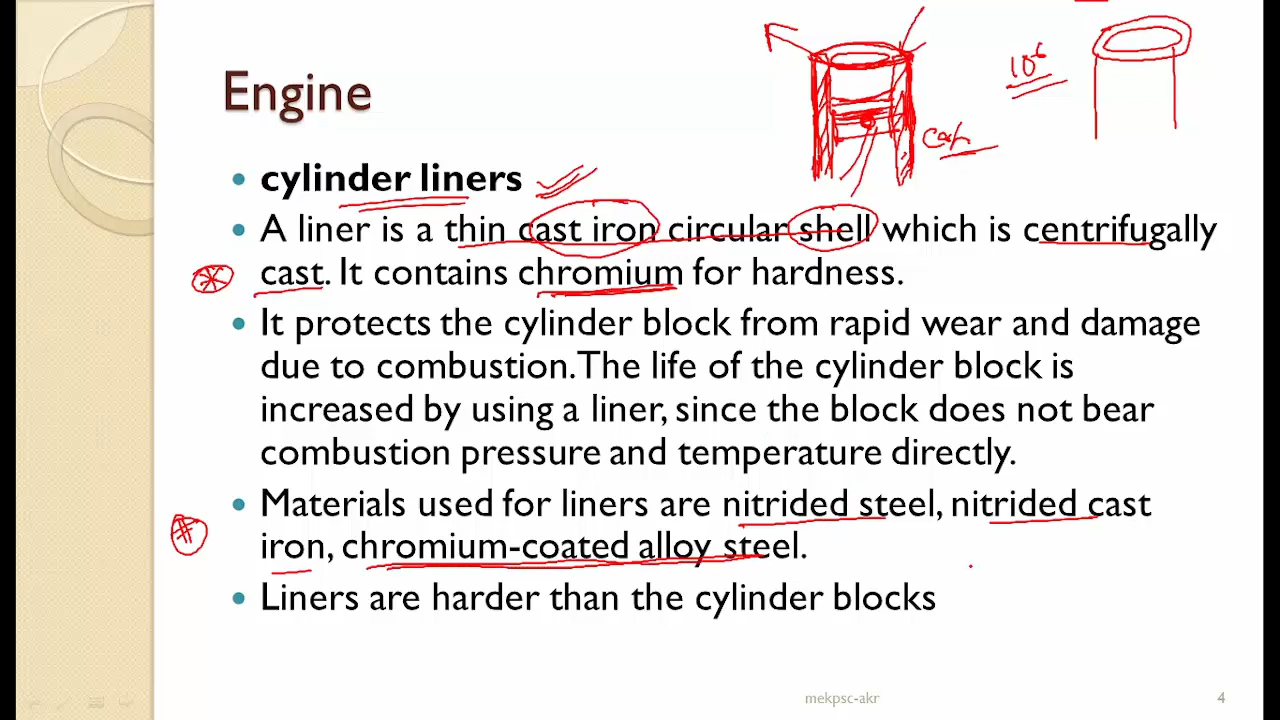 Engine
10⁶
• cylinder liners
• A liner is a thin cast iron circular shell which is centrifugally
cast. It contains chromium for hardness.
• It protects the cylinder block from rapid wear and damage
due to combustion. The life of the cylinder block is
increased by using a liner, since the block does not bear
combustion pressure and temperature directly.
• Materials used for liners are nitrided steel, nitrided cast
iron, chromium-coated alloy steel.
• Liners are harder than the cylinder blocks
mekpsc-akr
4